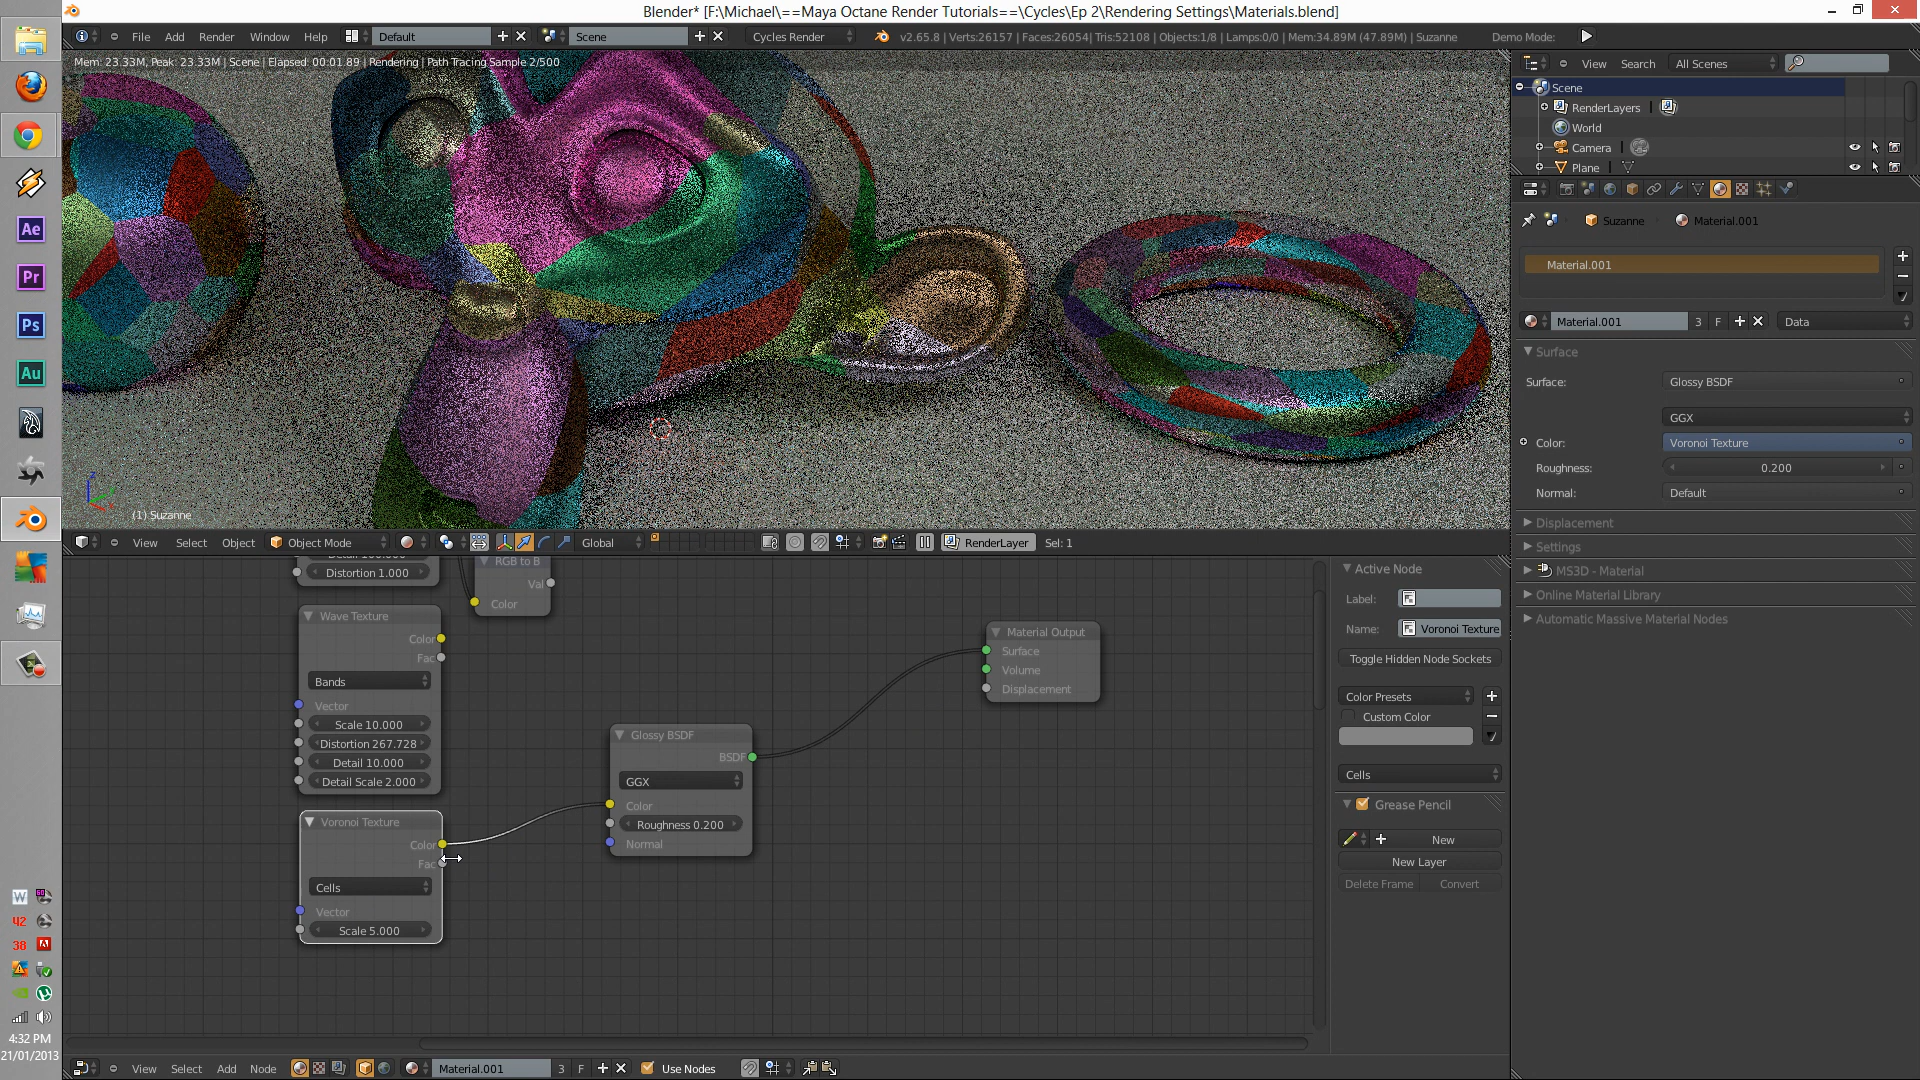 Blender* [F:\Michael\==Maya Octane Render Tutorials==\Cycles\Ep 2\Rendering Settings\Materials.blend]
File Add Render Window Help Default Scene Cycles Render v2.65.8 | Verts:26157 | Faces:26054| Tris:52108 | Objects:1/8 | Lamps:0/0 | Mem:34.89M (47.89M) | Suzanne Demo Mode:
Mem: 23.33M, Peak: 23.33M | Scene | Elapsed: 00:01.89 | Rendering | Path Tracing Sample 2/500
View Search All Scenes
Scene
RenderLayers |
World
Camera |
Plane |
Suzanne Material.001
Material.001
Material.001 3 F Data
Surface
Surface: Glossy BSDF
GGX
Color: Voronoi Texture
Roughness: 0.200
Normal: Default
Displacement
Settings
MS3D - Material
Online Material Library
Automatic Massive Material Nodes
Ae
Pr
Ps
Au
(1) Suzanne
View Select Object Object Mode Global RenderLayer Sel: 1
Distortion 1.000
RGB to B
Val
Color
Wave Texture
Color
Fac
Bands
Vector
Scale 10.000
Distortion 267.728
Detail 10.000
Detail Scale 2.000
Voronoi Texture
Color
Fac
Cells
Vector
Scale 5.000
Glossy BSDF
BSDF
GGX
Color
Roughness 0.200
Normal
Material Output
Surface
Volume
Displacement
Active Node
Label:
Name: Voronoi Texture
Toggle Hidden Node Sockets
Color Presets
Custom Color
Cells
Grease Pencil
New
New Layer
Delete Frame Convert
W
42
38
4:32 PM
21/01/2013
View Select Add Node Material.001 3 F Use Nodes